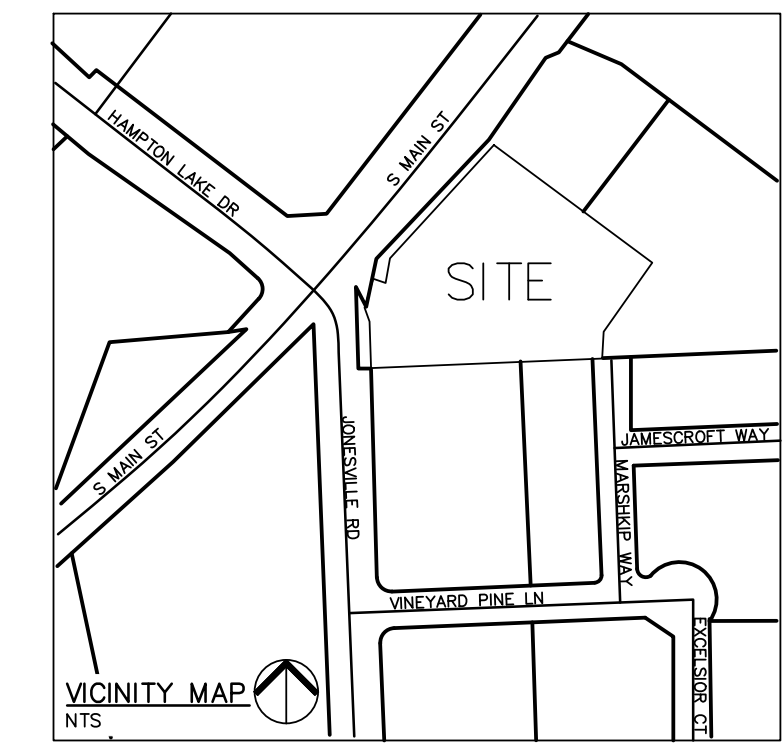 HAMPTON LAKE DR
S MAIN ST
SITE
S MAIN ST
JONESVILLE RD
JAMESCROFT WAY
MARSHKIP WAY
VINEYARD PINE LN
EXCELSIOR CT
VICINITY MAP
NTS